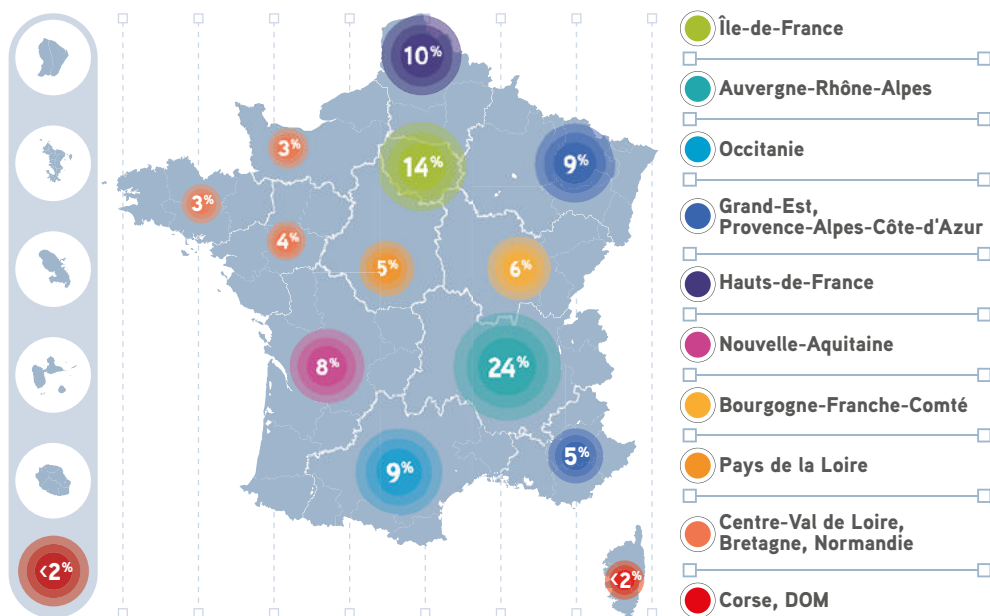 10%
3%
14%
9%
3%
4%
5%
6%
8%
24%
9%
5%
<2%
<2%
Île-de-France
Auvergne-Rhône-Alpes
Occitanie
Grand-Est,
Provence-Alpes-Côte-d'Azur
Hauts-de-France
Nouvelle-Aquitaine
Bourgogne-Franche-Comté
Pays de la Loire
Centre-Val de Loire,
Bretagne, Normandie
Corse, DOM